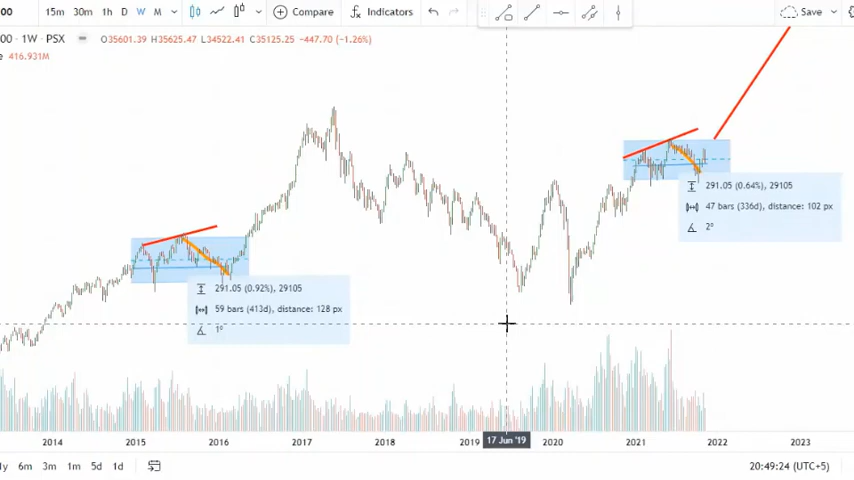 00 15m 30m 1h D W M Compare Indicators Save
00 · 1W · PSX O35601.39 H35625.47 L34522.41 C35125.25 -447.70 (-1.26%)
e 416.931M
291.05 (0.64%), 29105
47 bars (336d), distance: 102 px
2°
291.05 (0.92%), 29105
59 bars (413d), distance: 128 px
1°
2014 2015 2016 2017 2018 2019 17 Jun '19 2020 2021 2022 2023
1y 6m 3m 1m 5d 1d 20:49:24 (UTC+5)